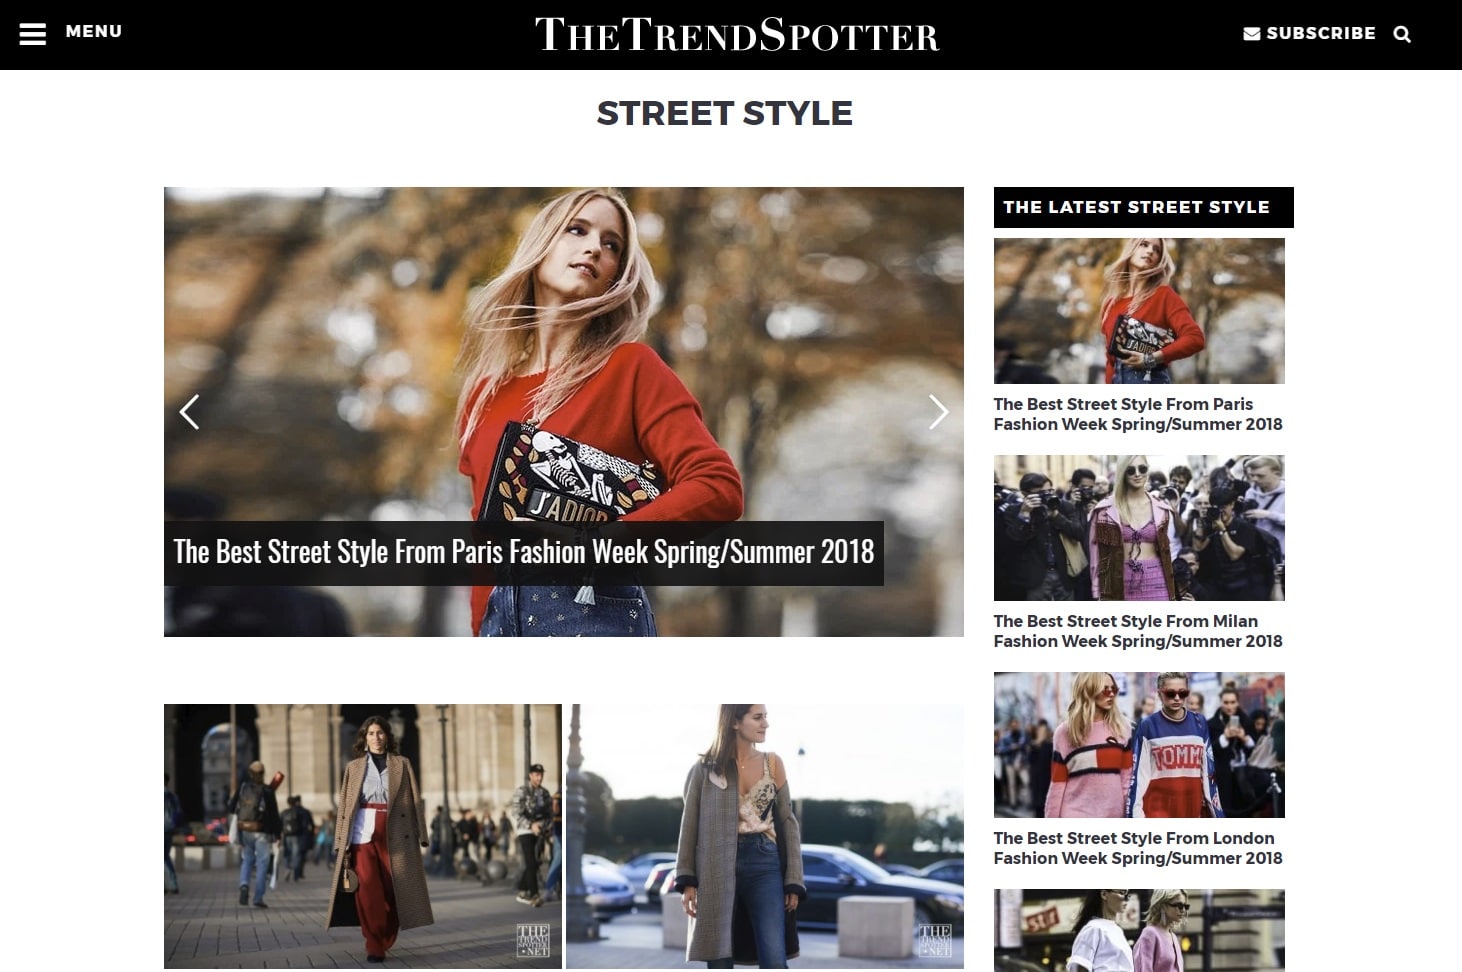 MENU
THETRENDSPOTTER
SUBSCRIBE
STREET STYLE
J'ADIOR
The Best Street Style From Paris Fashion Week Spring/Summer 2018
THE
TREND
SPOTTER
•NET
THE
TREND
SPOTTER
•NET
THE LATEST STREET STYLE
J'ADIOR
The Best Street Style From Paris
Fashion Week Spring/Summer 2018
The Best Street Style From Milan
Fashion Week Spring/Summer 2018
TOMM
The Best Street Style From London
Fashion Week Spring/Summer 2018